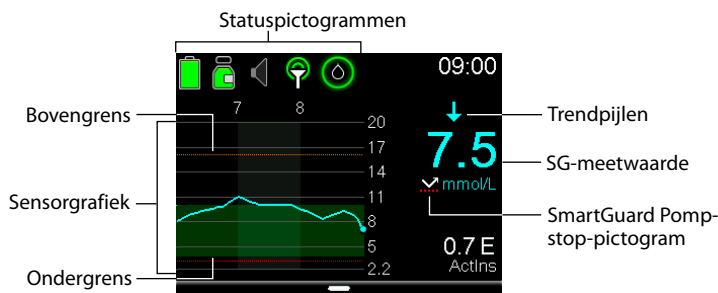 Statuspictogrammen
09:00
7 8
Bovengrens
20
17
14
11
8
5
2.2
Sensorgrafiek
Ondergrens
Trendpijlen
7.5
SG-meetwaarde
mmol/L
SmartGuard Pomp-
stop-pictogram
0.7 E
ActIns